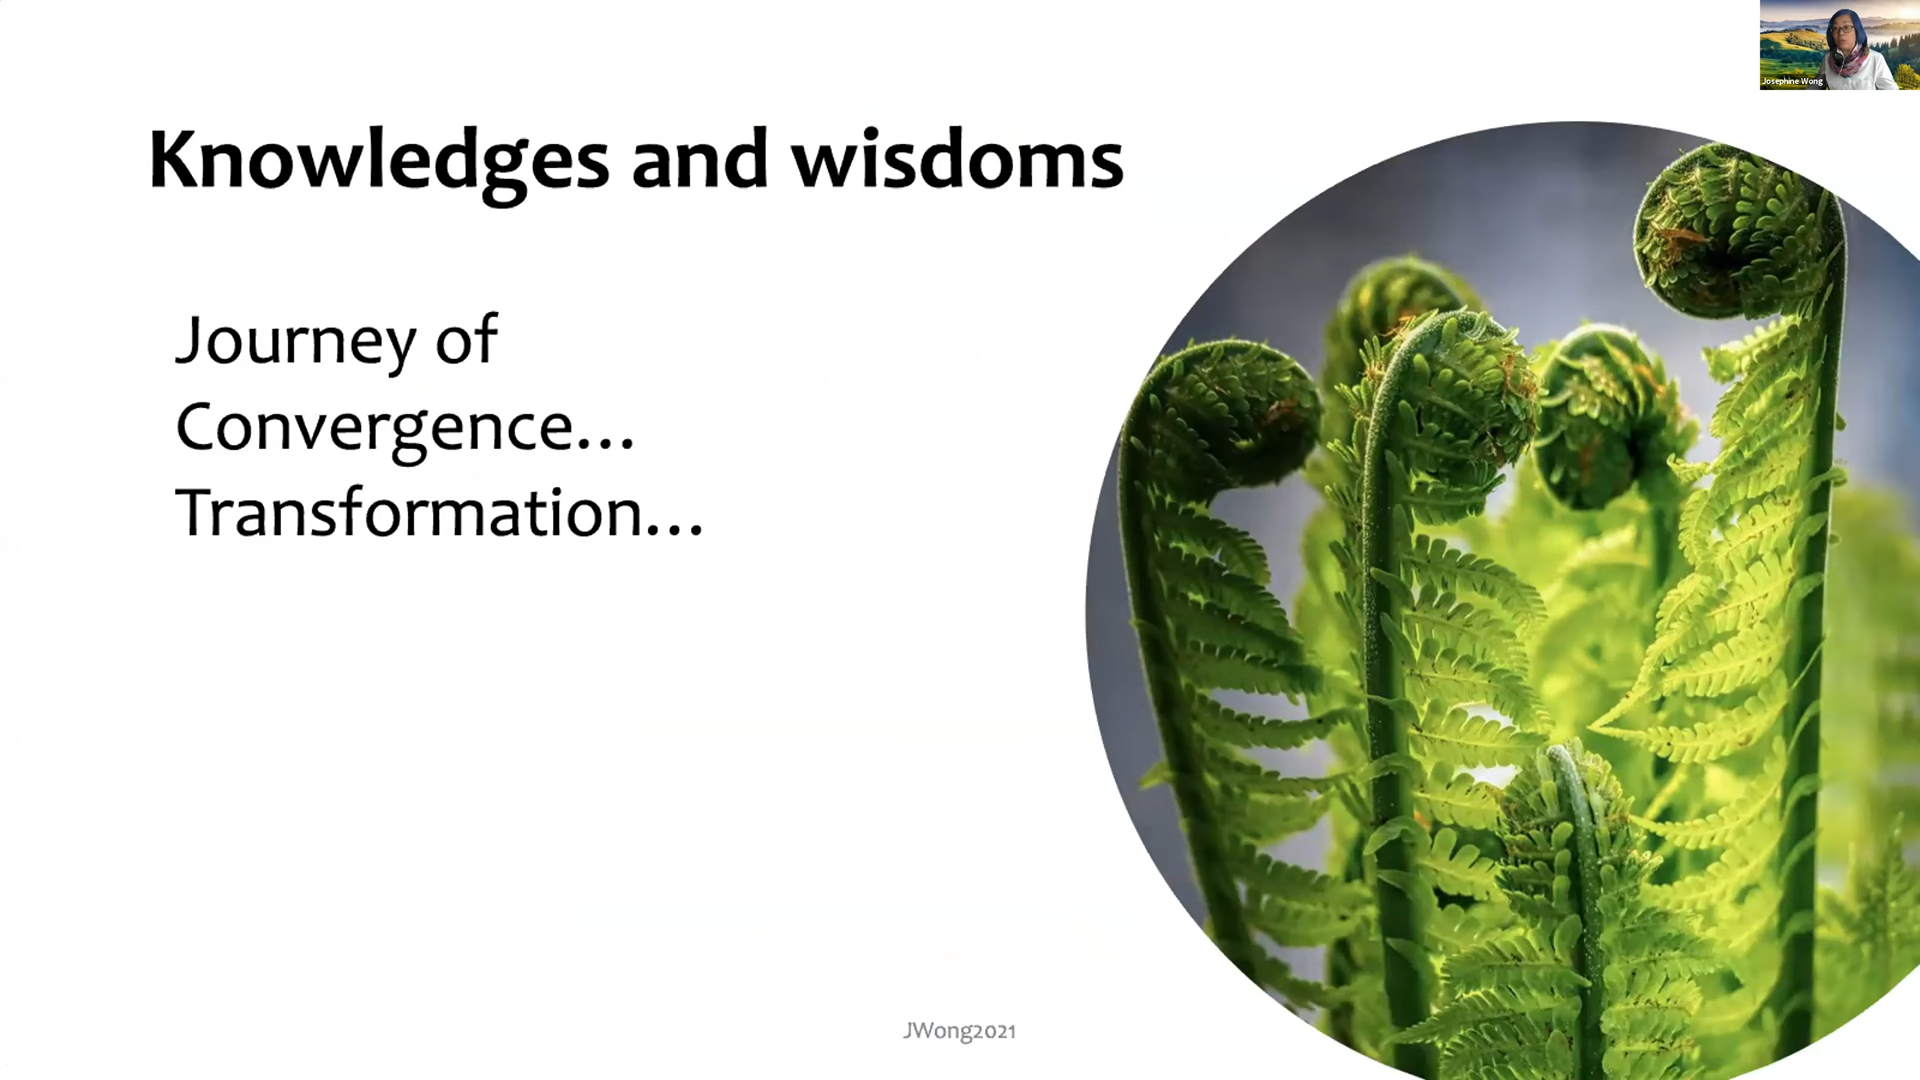 Josephine Wong
Knowledges and wisdoms
Journey of
Convergence...
Transformation...
JWong2021